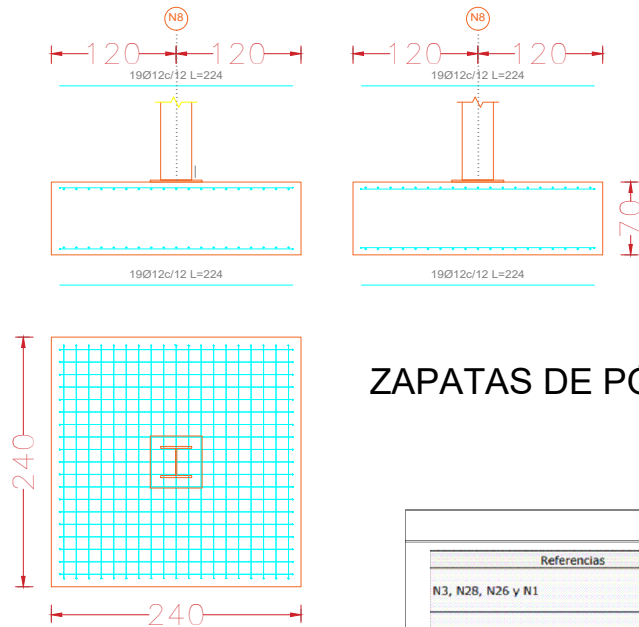 N8
N8
120
120
120
120
19Ø12c/12 L=224
19Ø12c/12 L=224
70
19Ø12c/12 L=224
19Ø12c/12 L=224
ZAPATAS DE
240
240
Referencias
N3, N28, N26 y N1